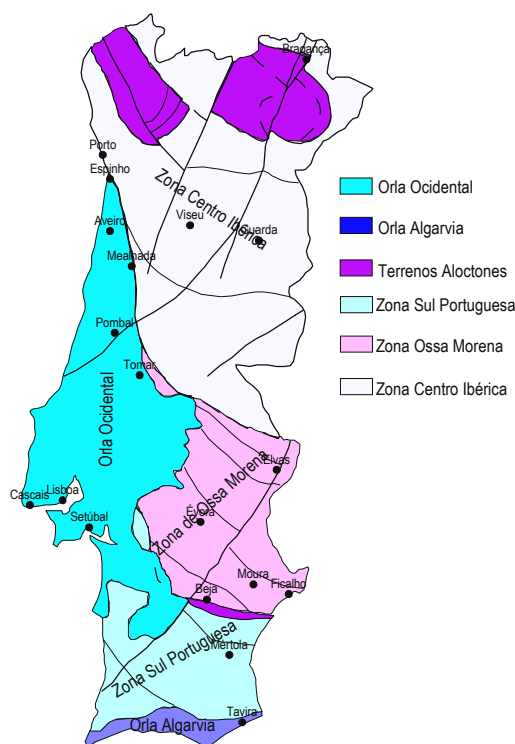 Bragança
Porto
Espinho
Zona Centro Ibérica
Aveiro
Viseu
Guarda
Mealhada
Pombal
Tomar
Orla Ocidental
Elvas
Cascais
Lisboa
Setúbal
Évora
Zona de Ossa Morena
Moura
Beja
Ficalho
Zona Sul Portuguesa
Mértola
Orla Algarvia
Tavira
Orla Ocidental
Orla Algarvia
Terrenos Aloctones
Zona Sul Portuguesa
Zona Ossa Morena
Zona Centro Ibérica